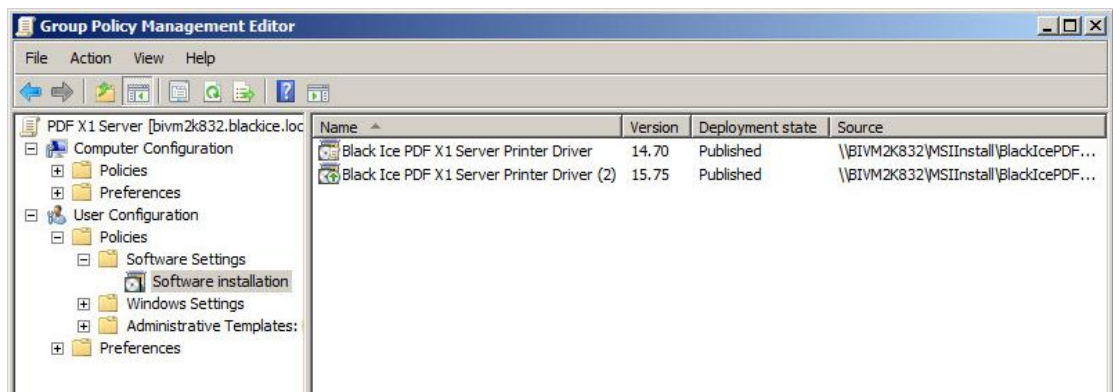 Group Policy Management Editor
File Action View Help
PDF X1 Server [bivm2k832.blackice.loc
Computer Configuration
Policies
Preferences
User Configuration
Policies
Software Settings
Software installation
Windows Settings
Administrative Templates:
Preferences
Name Version Deployment state Source
Black Ice PDF X1 Server Printer Driver 14.70 Published \\BIVM2K832\MSIInstall\BlackIcePDF...
Black Ice PDF X1 Server Printer Driver (2) 15.75 Published \\BIVM2K832\MSIInstall\BlackIcePDF...